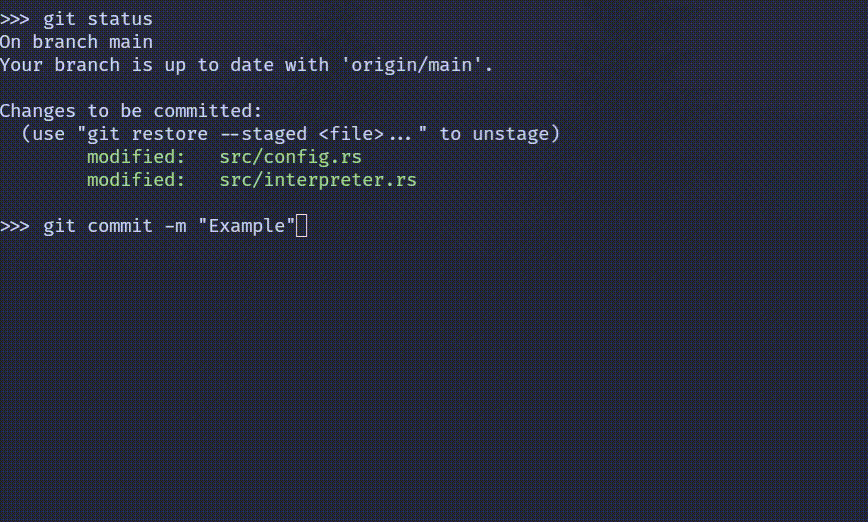 >>> git status
On branch main
Your branch is up to date with 'origin/main'.
Changes to be committed:
(use "git restore --staged <file>..." to unstage)
modified: src/config.rs
modified: src/interpreter.rs
>>> git commit -m "Example"